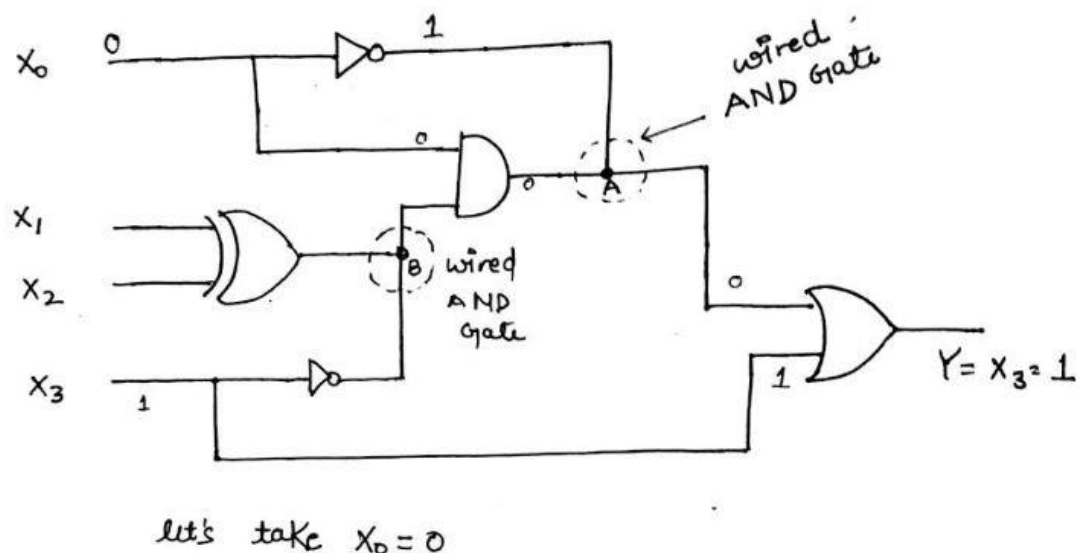 X₀ 0 1
wired
AND Gate
0
0
A
X₁
B
wired
AND
Gate
X₂
0
X₃
1
1
Y = X₃ = 1
let's take X₀ = 0